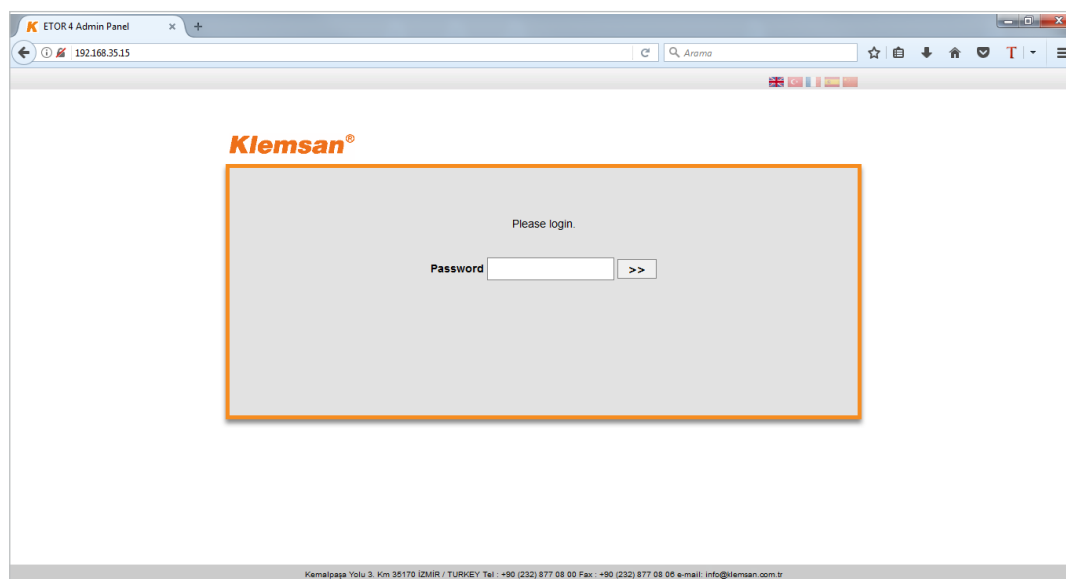 K ETOR 4 Admin Panel
192.168.35.15
Arama
Klemsan®
Please login.
Password >>
Kemalpaşa Yolu 3. Km 35170 İZMİR / TURKEY Tel : +90 (232) 877 08 00 Fax : +90 (232) 877 08 06 e-mail: info@klemsan.com.tr